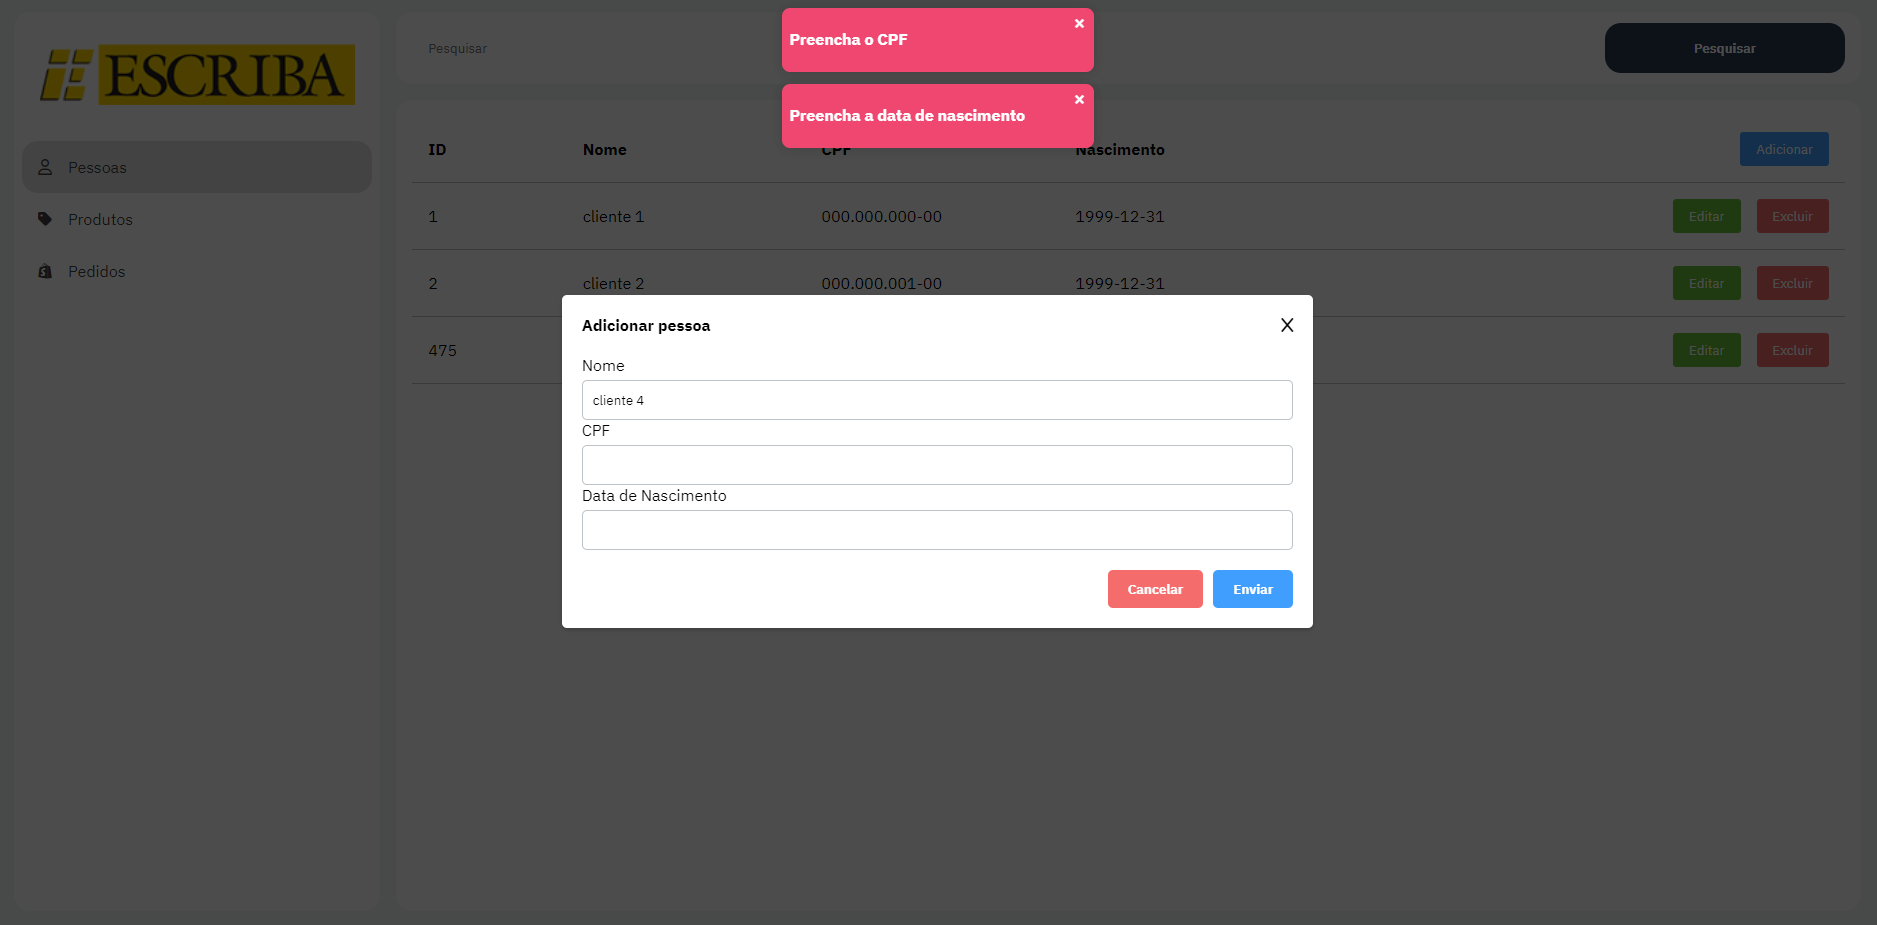 ESCRIBA
Pessoas
Produtos
Pedidos
Pesquisar
Pesquisar
Preencha o CPF
Preencha a data de nascimento
ID Nome CPF Nascimento Adicionar
1 cliente 1 000.000.000-00 1999-12-31 Editar Excluir
2 cliente 2 000.000.001-00 1999-12-31 Editar Excluir
475 Editar Excluir
Adicionar pessoa
Nome
cliente 4
CPF
Data de Nascimento
Cancelar Enviar